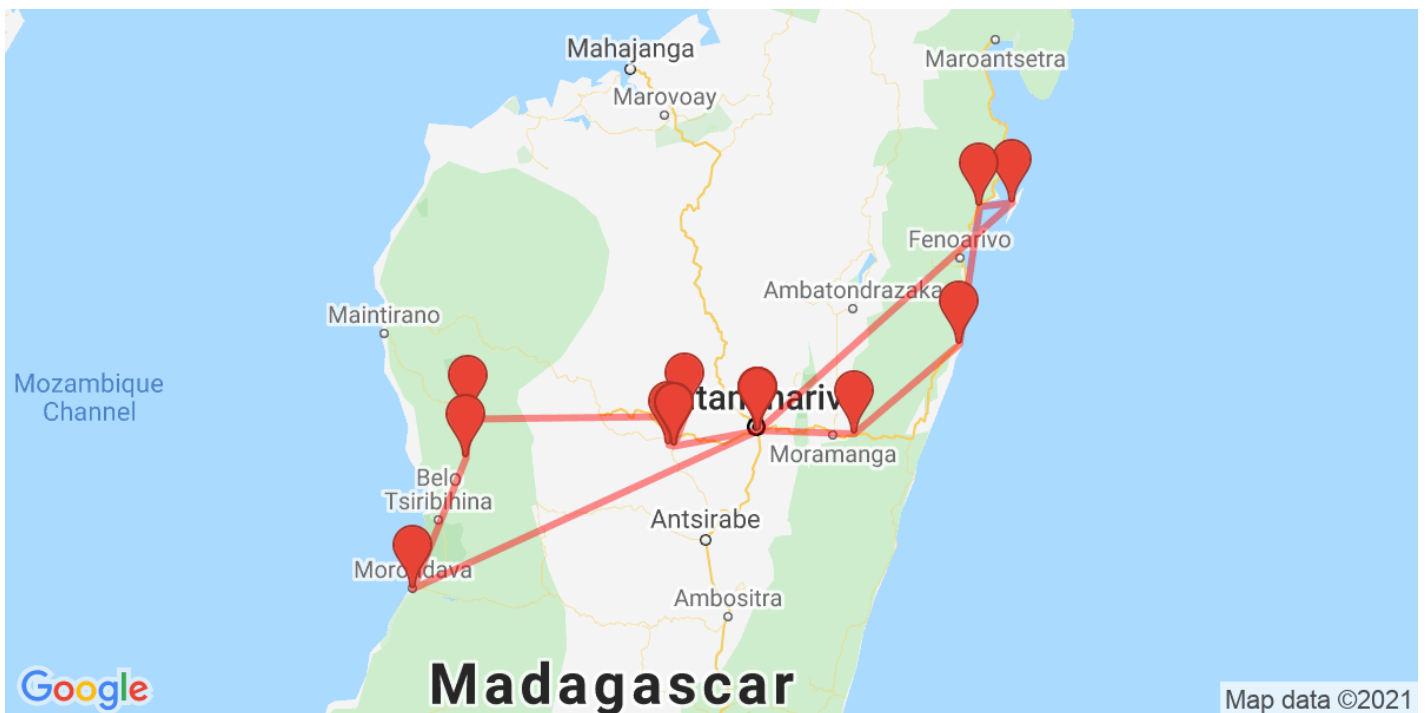 Mahajanga
Maroantsetra
Marovoay
Fenoarivo
Ambatondrazaka
Maintirano
Mozambique
Channel
Moramanga
Belo
Tsiribihina
Antsirabe
Ambositra
Madagascar
Google
Map data ©2021